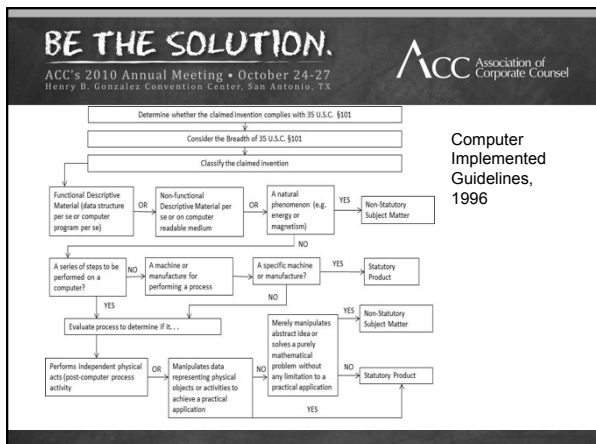 BE THE SOLUTION.
ACC's 2010 Annual Meeting • October 24-27
Henry B. Gonzalez Convention Center, San Antonio, TX
ACC Association of
Corporate Counsel
Computer
Implemented
Guidelines,
1996
Determine whether the claimed invention complies with 35 U.S.C. §101
Consider the Breadth of 35 U.S.C. §101
Classify the claimed invention
Functional Descriptive
Material (data structure
per se or computer
program per se)
OR
Non-functional
Descriptive Material per
se or on computer
readable medium
OR
A natural
phenomenon (e.g.
energy or
magnetism)
YES
Non-Statutory
Subject Matter
NO
A series of steps to be
performed on a
computer?
NO
A machine or
manufacture for
performing a process
A specific machine
or manufacture?
YES
Statutory
Product
YES
NO
Evaluate process to determine if it...
Merely manipulates
abstract idea or
solves a purely
mathematical
problem without
any limitation to a
practical application
YES
Non-Statutory
Subject Matter
Performs independent physical
acts (post-computer process
activity
OR
Manipulates data
representing physical
objects or activities to
achieve a practical
application
NO
NO
Statutory Product
YES